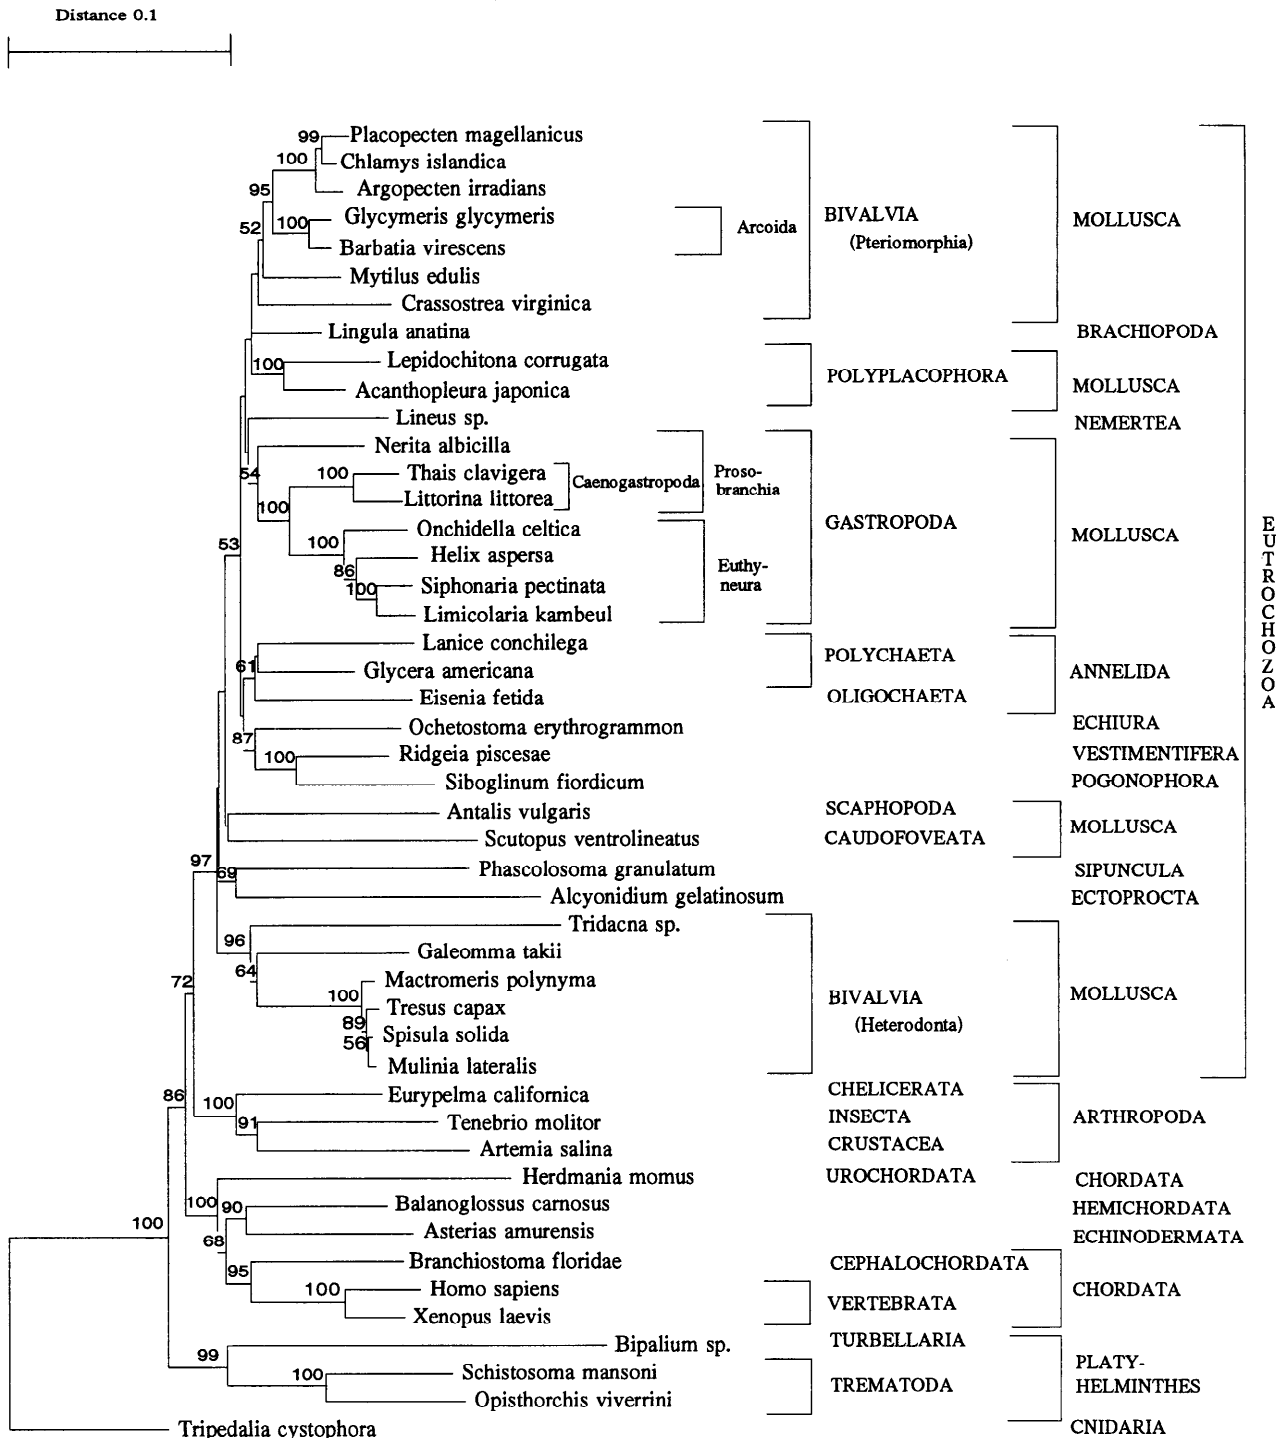 Distance 0.1
99 Placopecten magellanicus
100 Chlamys islandica
95 Argopecten irradians
52 100 Glycymeris glycymeris
Barbatia virescens
Arcoida
BIVALVIA
(Pteriomorphia)
MOLLUSCA
Mytilus edulis
Crassostrea virginica
Lingula anatina
BRACHIOPODA
100 Lepidochitona corrugata
Acanthopleura japonica
POLYPLACOPHORA
MOLLUSCA
Lineus sp.
NEMERTEA
54 Nerita albicilla
100 100 Thais clavigera
Littorina littorea
Caenogastropoda
Proso-
branchia
100 Onchidella celtica
86 Helix aspersa
100 Siphonaria pectinata
Limicolaria kambeul
Euthy-
neura
GASTROPODA
MOLLUSCA
EUTROCHOZOA
53
61 Lanice conchilega
Glycera americana
POLYCHAETA
Eisenia fetida
OLIGOCHAETA
ANNELIDA
87 Ochetostoma erythrogrammon
ECHIURA
100 Ridgeia piscesae
VESTIMENTIFERA
Siboglinum fiordicum
POGONOPHORA
Antalis vulgaris
SCAPHOPODA
Scutopus ventrolineatus
CAUDOFOVEATA
MOLLUSCA
97 69 Phascolosoma granulatum
SIPUNCULA
Alcyonidium gelatinosum
ECTOPROCTA
96 Tridacna sp.
64 Galeomma takii
100 Mactromeris polynyma
89 Tresus capax
56 Spisula solida
Mulinia lateralis
BIVALVIA
(Heterodonta)
MOLLUSCA
72
86 100 Eurypelma californica
CHELICERATA
91 Tenebrio molitor
INSECTA
Artemia salina
CRUSTACEA
ARTHROPODA
Herdmania momus
UROCHORDATA
CHORDATA
100 90 Balanoglossus carnosus
HEMICHORDATA
68 Asterias amurensis
ECHINODERMATA
95 Branchiostoma floridae
CEPHALOCHORDATA
100 Homo sapiens
Xenopus laevis
VERTEBRATA
CHORDATA
100
99 Bipalium sp.
TURBELLARIA
100 Schistosoma mansoni
Opisthorchis viverrini
TREMATODA
PLATY-
HELMINTHES
Tripedalia cystophora
CNIDARIA